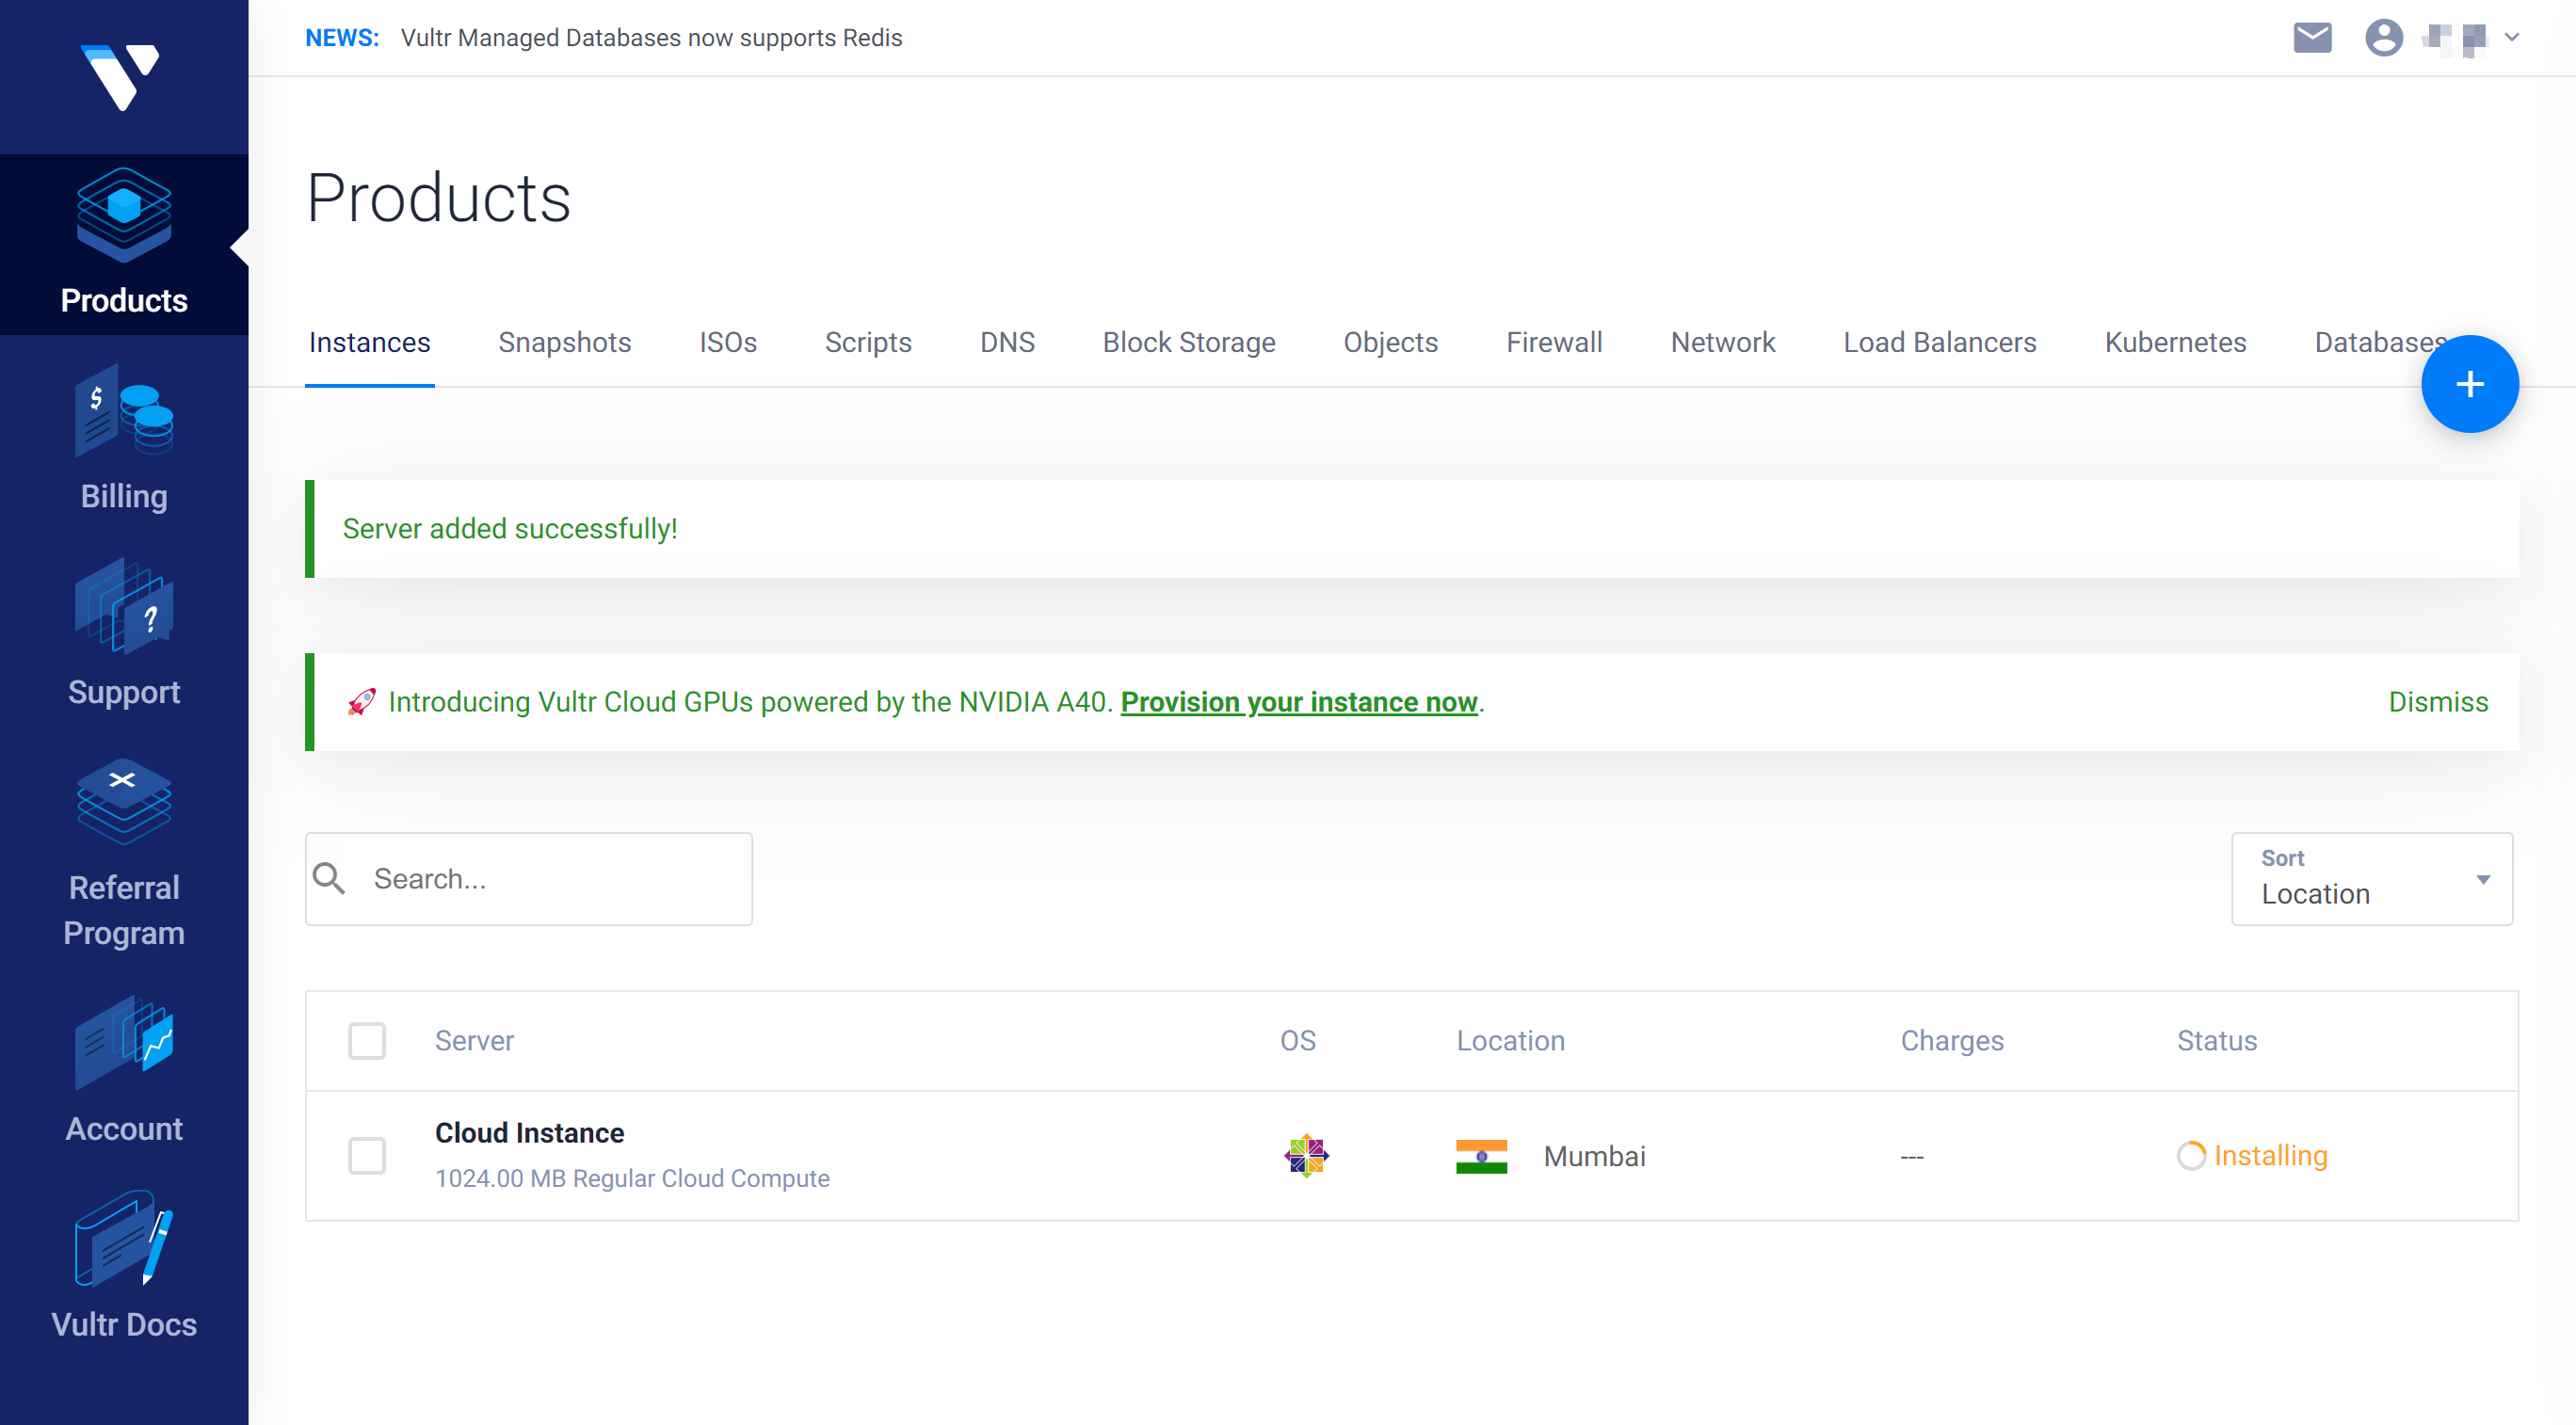 NEWS: Vultr Managed Databases now supports Redis
Products
Billing
Support
Referral
Program
Account
Vultr Docs
Products
Instances Snapshots ISOs Scripts DNS Block Storage Objects Firewall Network Load Balancers Kubernetes Databases
+
Server added successfully!
🚀 Introducing Vultr Cloud GPUs powered by the NVIDIA A40. Provision your instance now. Dismiss
Search...
Sort
Location
Server OS Location Charges Status
Cloud Instance
1024.00 MB Regular Cloud Compute
Mumbai --- Installing